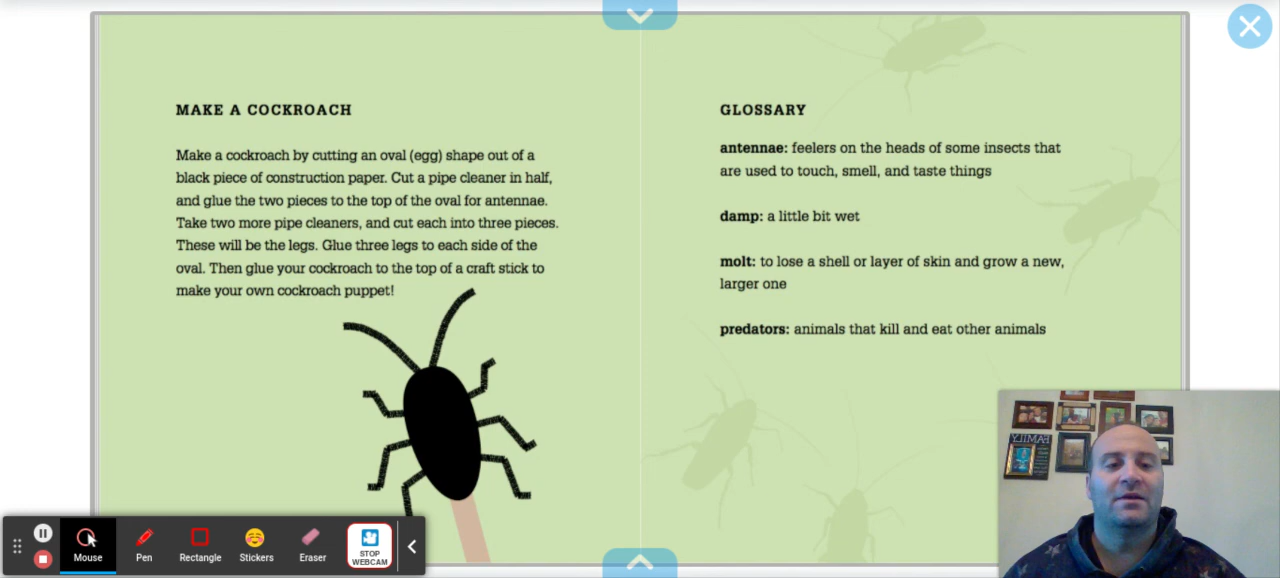 MAKE A COCKROACH
Make a cockroach by cutting an oval (egg) shape out of a
black piece of construction paper. Cut a pipe cleaner in half,
and glue the two pieces to the top of the oval for antennae.
Take two more pipe cleaners, and cut each into three pieces.
These will be the legs. Glue three legs to each side of the
oval. Then glue your cockroach to the top of a craft stick to
make your own cockroach puppet!
GLOSSARY
antennae: feelers on the heads of some insects that
are used to touch, smell, and taste things
damp: a little bit wet
molt: to lose a shell or layer of skin and grow a new,
larger one
predators: animals that kill and eat other animals
FAMILY
Mouse
Pen
Rectangle
Stickers
Eraser
STOP
WEBCAM